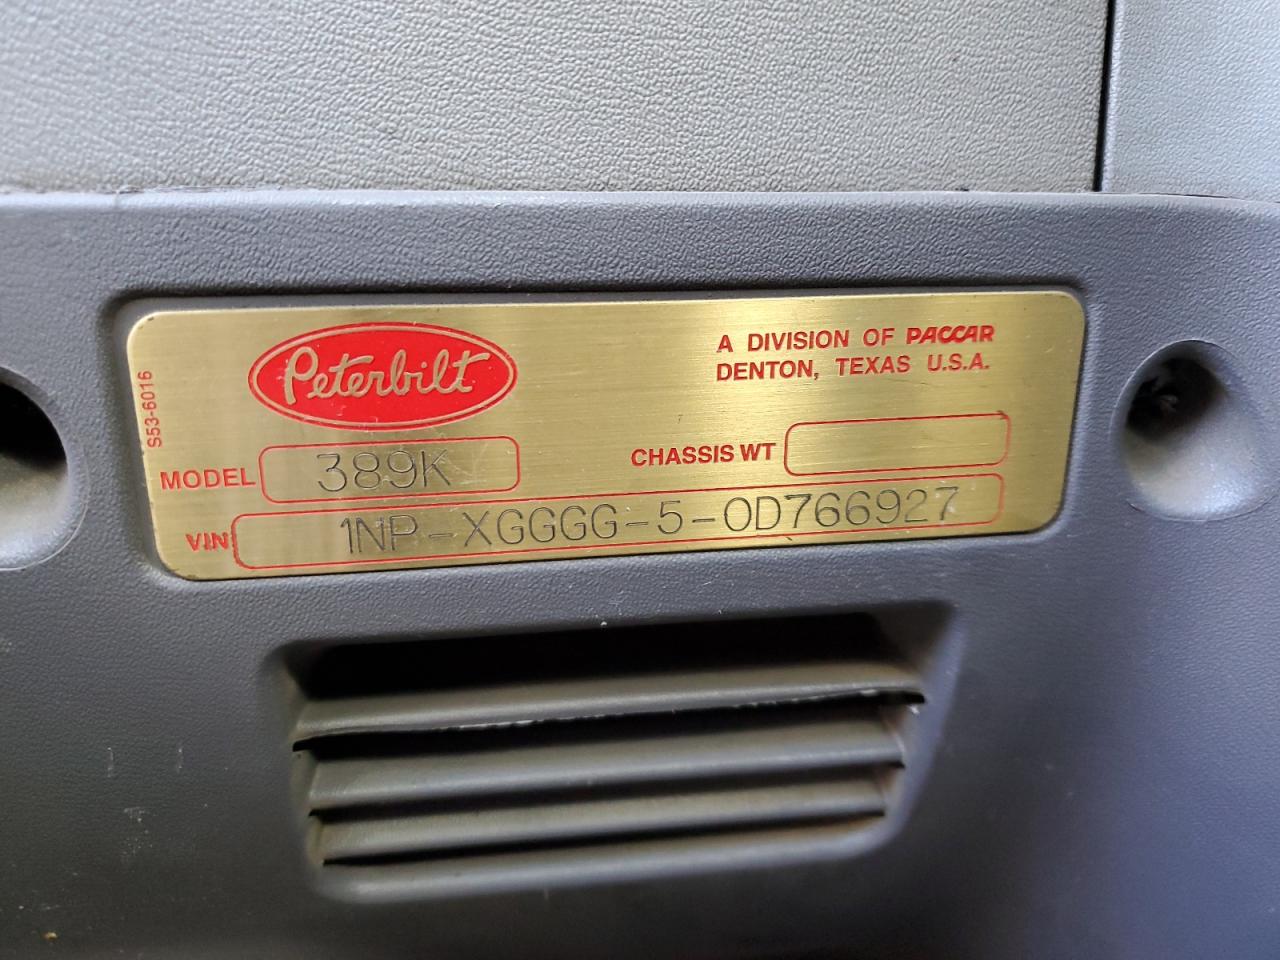 Peterbilt
A DIVISION OF PACCAR
DENTON, TEXAS U.S.A.
S53-6016
MODEL 389K
CHASSIS WT
VIN 1NP-XGGGG-5-0D766927